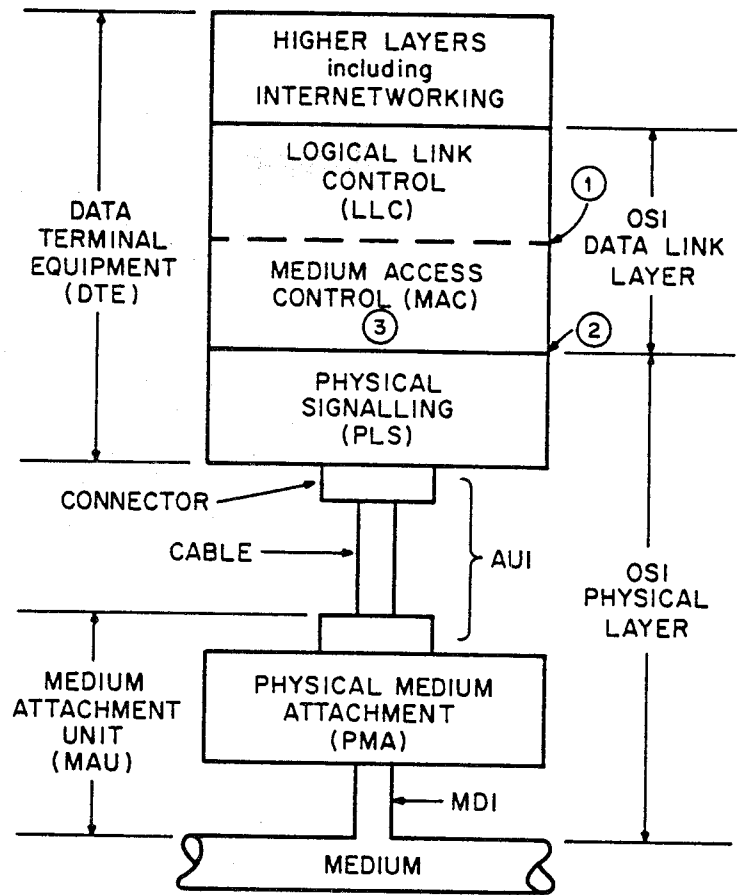 HIGHER LAYERS
including
INTERNETWORKING
LOGICAL LINK
CONTROL
(LLC)
1
DATA
TERMINAL
EQUIPMENT
(DTE)
OSI
DATA LINK
LAYER
MEDIUM ACCESS
CONTROL (MAC)
3
2
PHYSICAL
SIGNALLING
(PLS)
CONNECTOR
CABLE
AUI
OSI
PHYSICAL
LAYER
MEDIUM
ATTACHMENT
UNIT
(MAU)
PHYSICAL MEDIUM
ATTACHMENT
(PMA)
MDI
MEDIUM